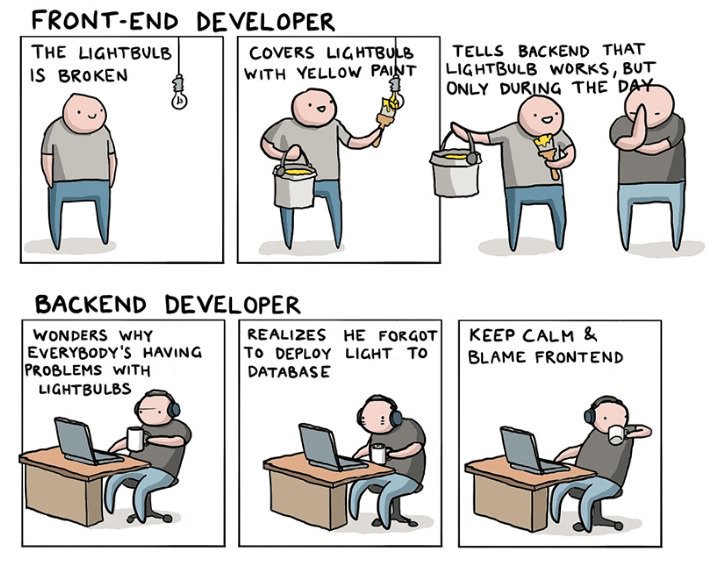 FRONT-END DEVELOPER
THE LIGHTBULB
IS BROKEN
COVERS LIGHTBULB
WITH YELLOW PAINT
TELLS BACKEND THAT
LIGHTBULB WORKS, BUT
ONLY DURING THE DAY
BACKEND DEVELOPER
WONDERS WHY
EVERYBODY'S HAVING
PROBLEMS WITH
LIGHTBULBS
REALIZES HE FORGOT
TO DEPLOY LIGHT TO
DATABASE
KEEP CALM &
BLAME FRONTEND